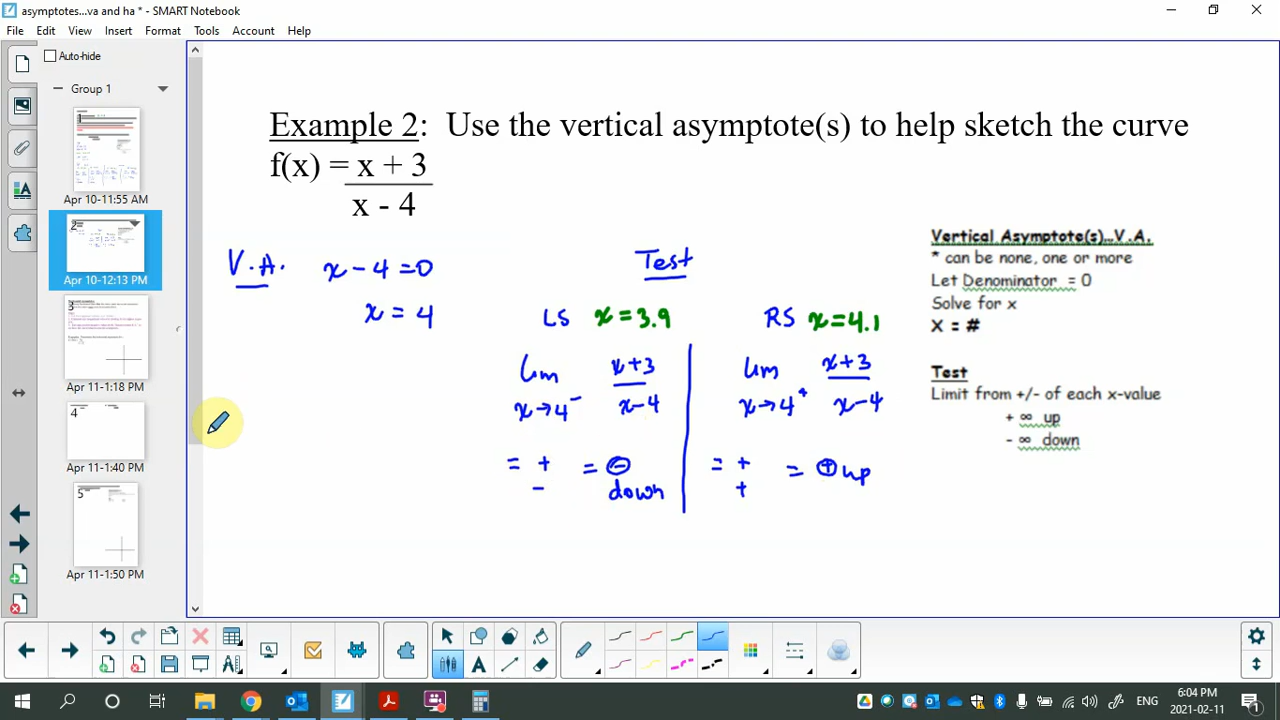 asymptotes...va and ha * - SMART Notebook
File Edit View Insert Format Tools Account Help
Auto-hide
Group 1
Apr 10-11:55 AM
2
Apr 10-12:13 PM
3
Apr 11-1:18 PM
4
Apr 11-1:40 PM
5
Apr 11-1:50 PM
Example 2: Use the vertical asymptote(s) to help sketch the curve
f(x) = x + 3
x - 4
V.A. x - 4 = 0
x = 4
Test
LS x = 3.9 RS x = 4.1
lim x+3 lim x+3
x→4⁻ x-4 x→4⁺ x-4
= + = ⊖ = + = ⊕ up
- down +
Vertical Asymptote(s)...V.A.
* can be none, one or more
Let Denominator = 0
Solve for x
X = #
Test
Limit from +/- of each x-value
+ ∞ up
- ∞ down
ENG
6:04 PM
2021-02-11